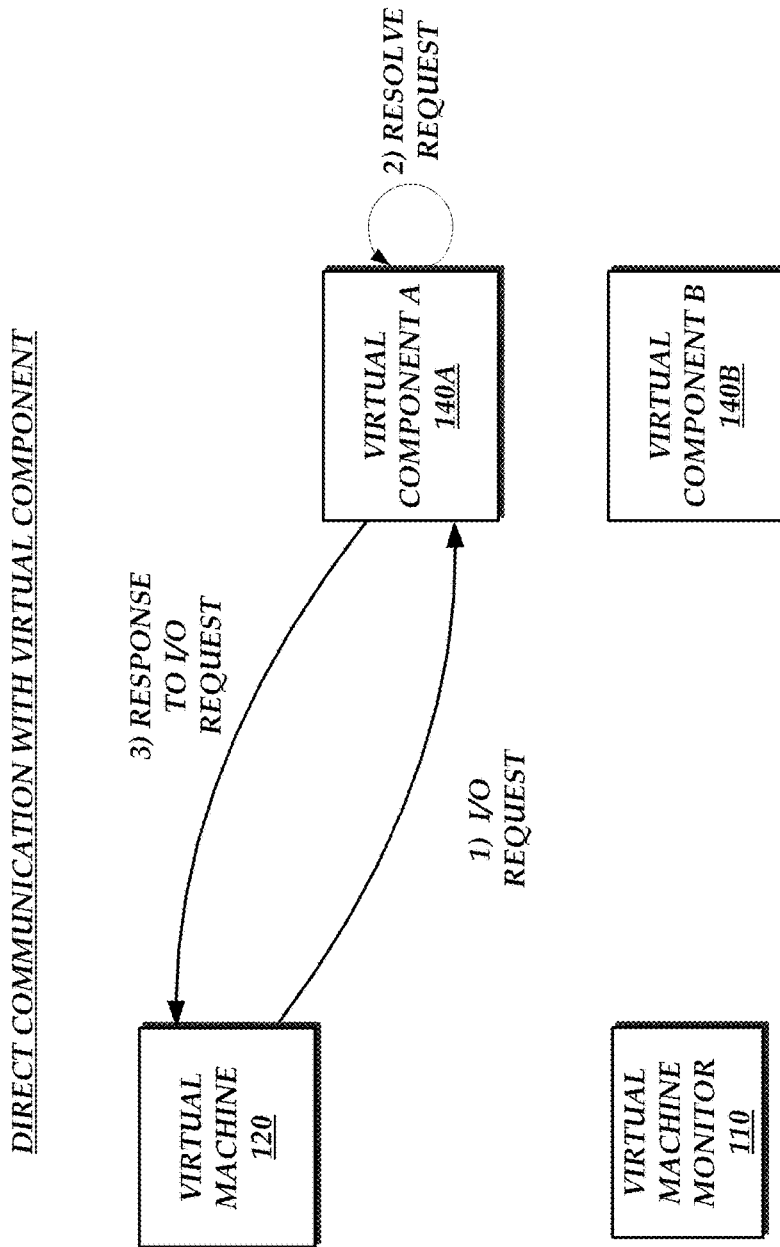 DIRECT COMMUNICATION WITH VIRTUAL COMPONENT
VIRTUAL
MACHINE
120
3) RESPONSE
TO I/O
REQUEST
VIRTUAL
COMPONENT A
140A
2) RESOLVE
REQUEST
1) I/O
REQUEST
VIRTUAL
MACHINE
MONITOR
110
VIRTUAL
COMPONENT B
140B